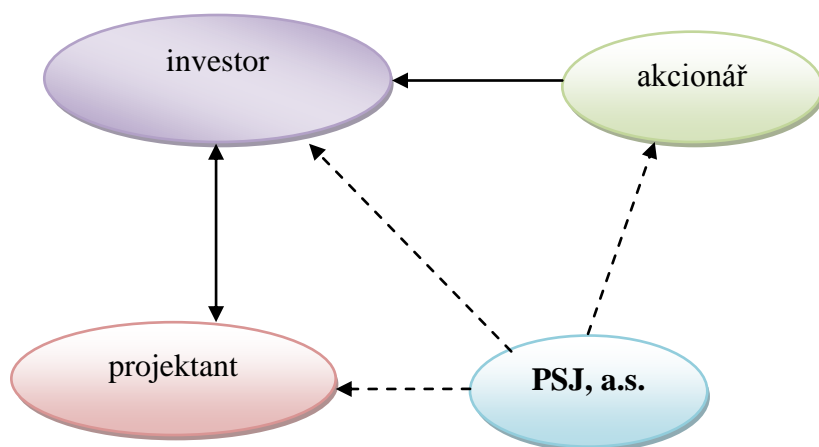 investor
akcionář
projektant
PSJ, a.s.